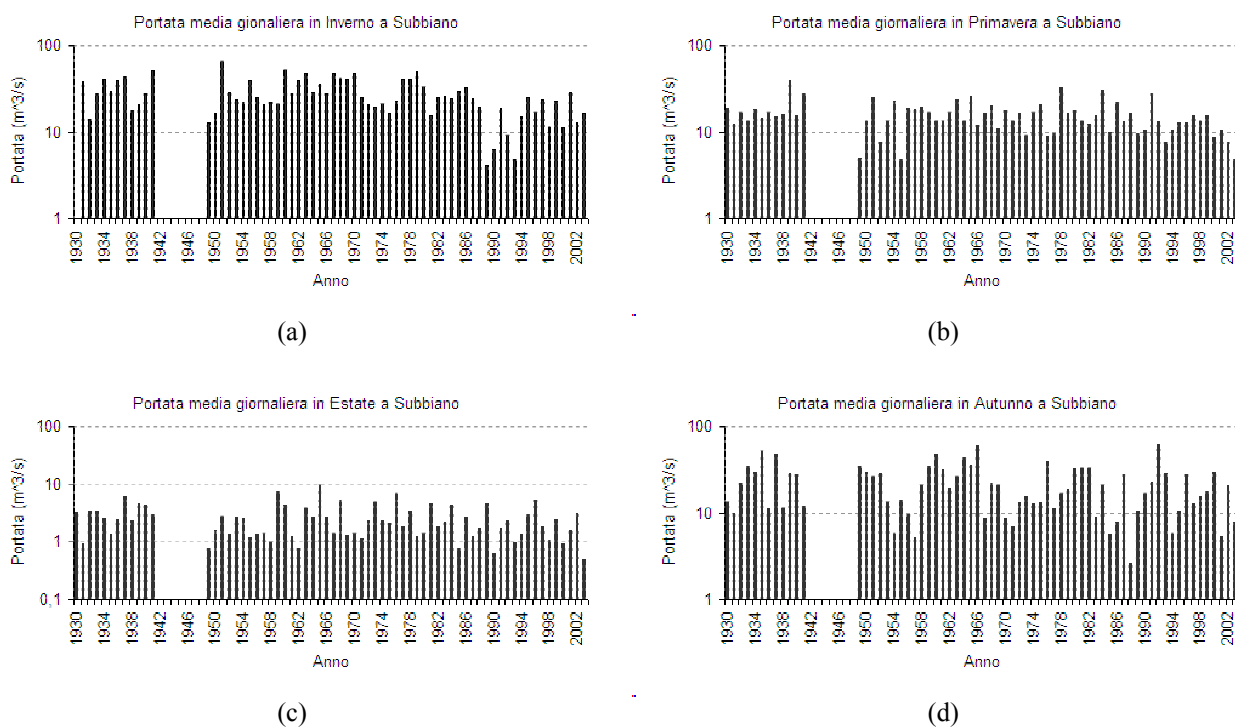 Portata media gionaliera in Inverno a Subbiano
Portata (m^3/s)
100
10
1
1930 1934 1938 1942 1946 1950 1954 1958 1962 1966 1970 1974 1978 1982 1986 1990 1994 1998 2002
Anno
(a)
Portata media giornaliera in Primavera a Subbiano
Portata (m^3/s)
100
10
1
1930 1934 1938 1942 1946 1950 1954 1958 1962 1966 1970 1974 1978 1982 1986 1990 1994 1998 2002
Anno
(b)
Portata media giornaliera in Estate a Subbiano
Portata (m^3/s)
100
10
1
0,1
1930 1934 1938 1942 1946 1950 1954 1958 1962 1966 1970 1974 1978 1982 1986 1990 1994 1998 2002
Anno
(c)
Portata media giornaliera in Autunno a Subbiano
Portata (m^3/s)
100
10
1
1930 1934 1938 1942 1946 1950 1954 1958 1962 1966 1970 1974 1978 1982 1986 1990 1994 1998 2002
Anno
(d)